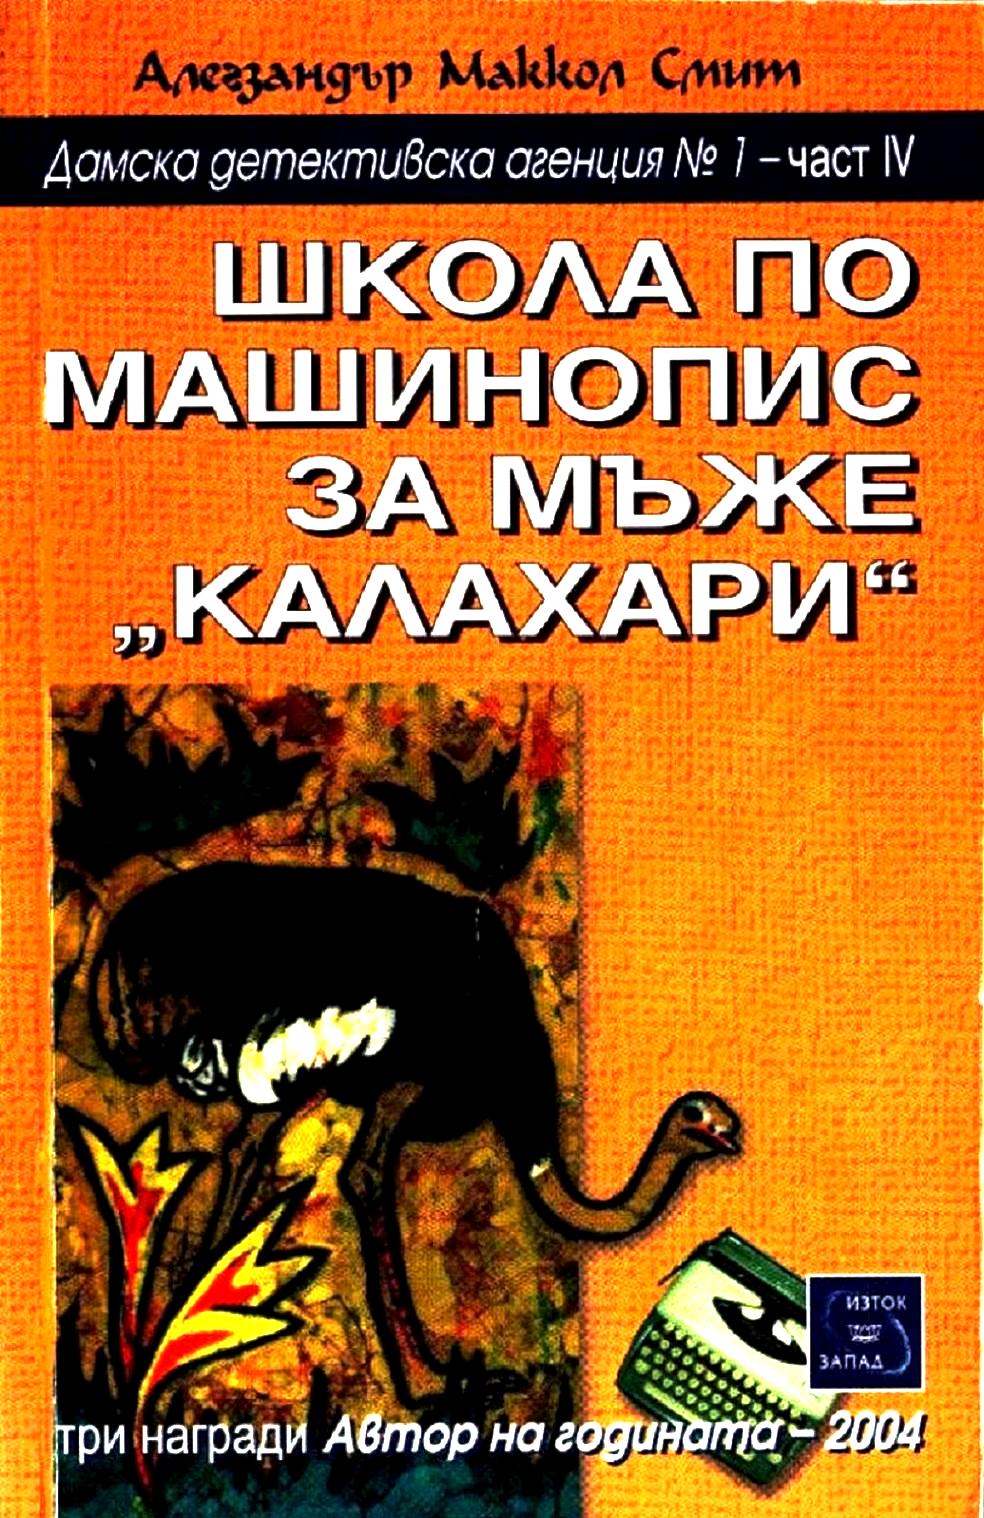 Алегзандър Маккол Смит
Дамска детективска агенция № 1 – част IV
ШКОЛА ПО
МАШИНОПИС
ЗА МЪЖЕ
„КАЛАХАРИ“
ИЗТОК
ЗАПАД
три награди Автор на годината – 2004